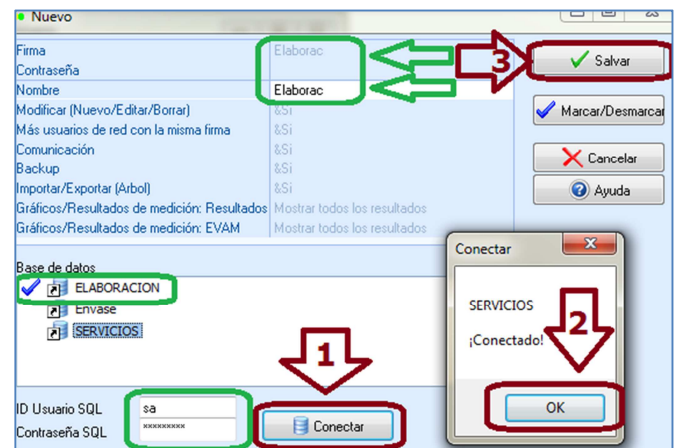 Nuevo
Firma Elaborac
Contraseña
Nombre Elaborac
Modificar (Nuevo/Editar/Borrar) &Si
Más usuarios de red con la misma firma &Si
Comunicación &Si
Backup &Si
Importar/Exportar (Arbol) &Si
Gráficos/Resultados de medición: Resultados Mostrar todos los resultados
Gráficos/Resultados de medición: EVAM Mostrar todos los resultados
3
Salvar
Marcar/Desmarcar
Cancelar
Ayuda
Base de datos
ELABORACION
Envase
SERVICIOS
Conectar
SERVICIOS
¡Conectado!
2
OK
1
ID Usuario SQL sa
Contraseña SQL ×××××××××
Conectar